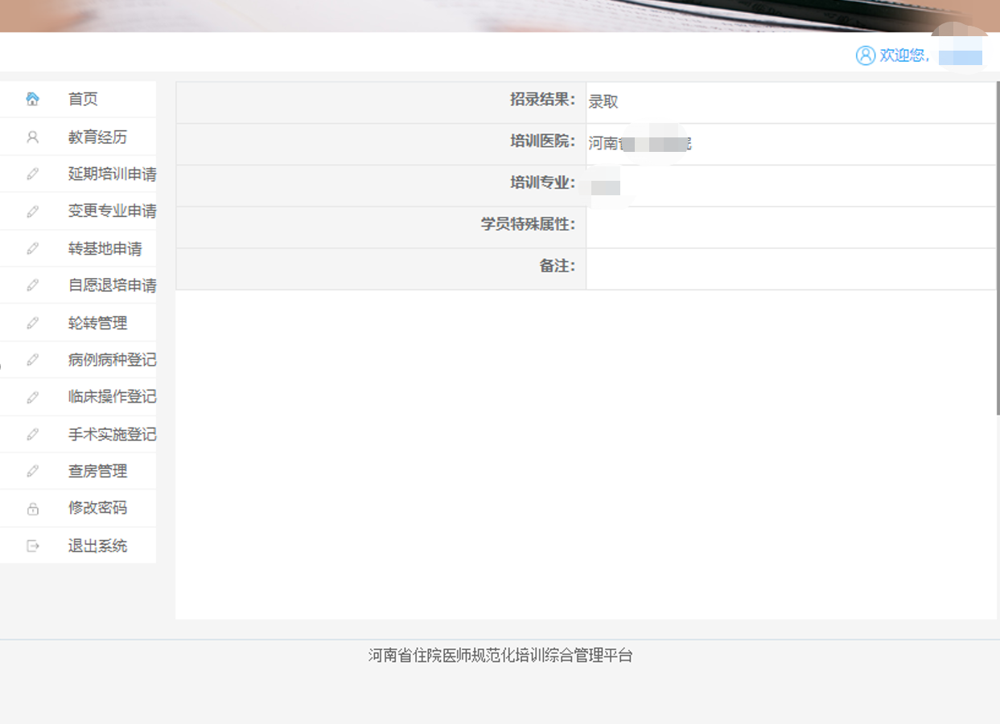 欢迎您,
首页
教育经历
延期培训申请
变更专业申请
转基地申请
自愿退培申请
轮转管理
病例病种登记
临床操作登记
手术实施登记
查房管理
修改密码
退出系统
招录结果: 录取
培训医院: 河南省 院
培训专业:
学员特殊属性:
备注:
河南省住院医师规范化培训综合管理平台